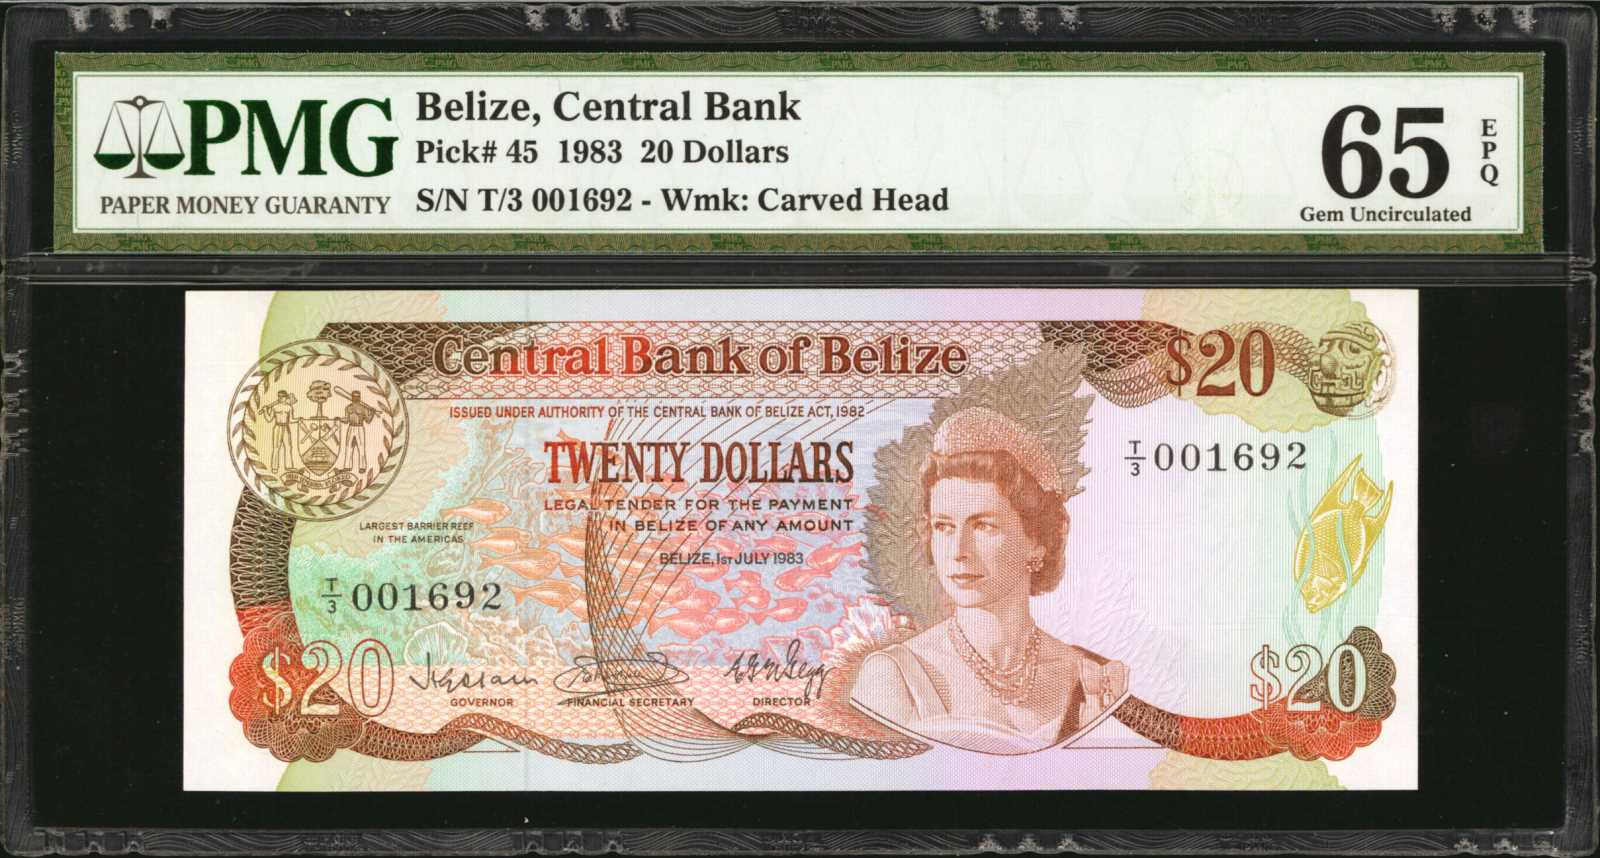 PMG
PAPER MONEY GUARANTY
Belize, Central Bank
Pick# 45 1983 20 Dollars
S/N T/3 001692 - Wmk: Carved Head
65 EPQ
Gem Uncirculated
Central Bank of Belize
$20
ISSUED UNDER AUTHORITY OF THE CENTRAL BANK OF BELIZE ACT, 1982
TWENTY DOLLARS
T/3 001692
LEGAL TENDER FOR THE PAYMENT
IN BELIZE OF ANY AMOUNT
LARGEST BARRIER REEF
IN THE AMERICAS
BELIZE, 1ST JULY 1983
T/3 001692
$20
GOVERNOR
FINANCIAL SECRETARY
DIRECTOR
$20